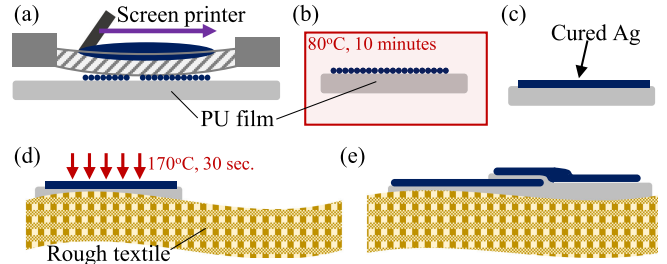 (a)
Screen printer
(b)
80°C, 10 minutes
(c)
Cured Ag
PU film
(d)
170°C, 30 sec.
Rough textile
(e)